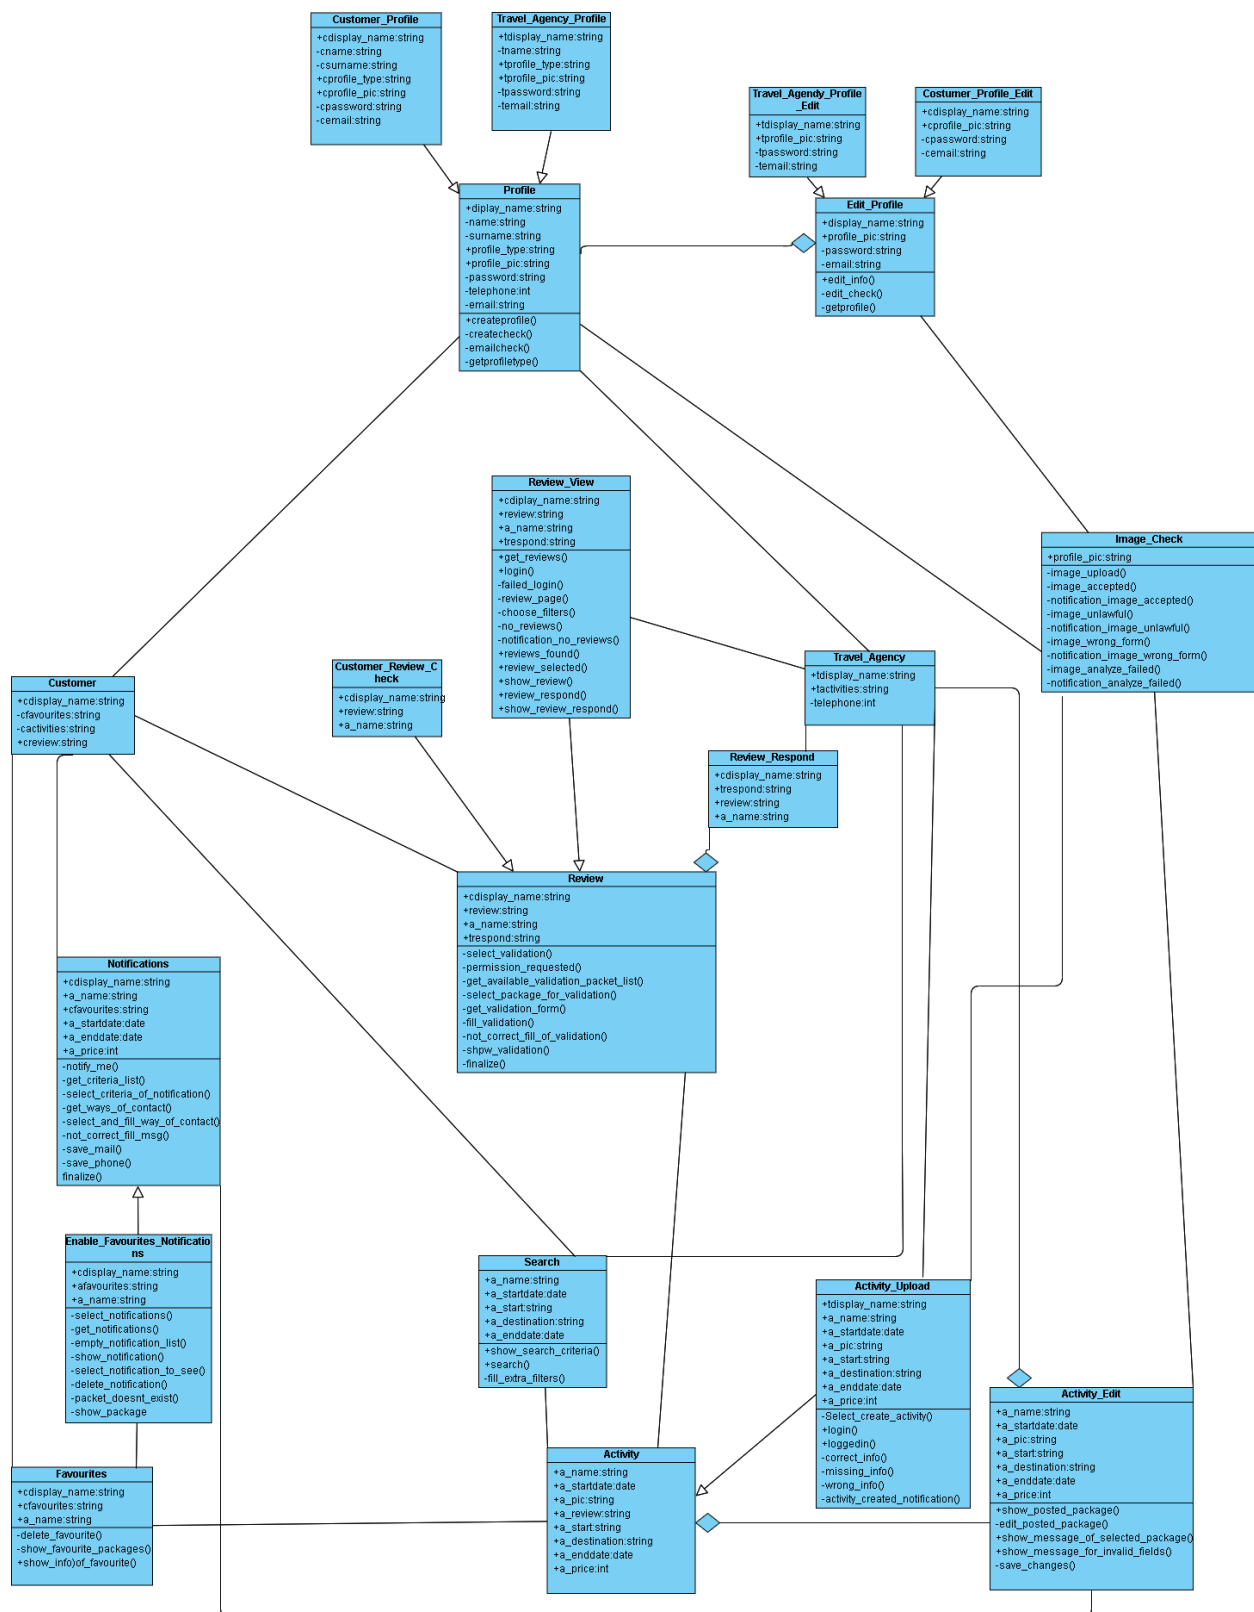 Customer_Profile
+cdisplay_name:string
-cname:string
-csurname:string
+cprofile_type:string
+cprofile_pic:string
-cpassword:string
-cemail:string
Travel_Agency_Profile
+tdisplay_name:string
-tname:string
+tprofile_type:string
+tprofile_pic:string
-tpassword:string
-temail:string
Travel_Agendy_Profile
_Edit
+tdisplay_name:string
+tprofile_pic:string
-tpassword:string
-temail:string
Costumer_Profile_Edit
+cdisplay_name:string
+cprofile_pic:string
-cpassword:string
-cemail:string
Profile
+diplay_name:string
-name:string
-surname:string
+profile_type:string
+profile_pic:string
-password:string
-telephone:int
-email:string
+createprofile()
-createcheck()
-emailcheck()
-getprofiletype()
Edit_Profile
+display_name:string
+profile_pic:string
-password:string
-email:string
+edit_info()
-edit_check()
-getprofile()
Review_View
+cdiplay_name:string
+review:string
+a_name:string
+trespond:string
+get_reviews()
+login()
-failed_login()
-review_page()
-choose_filters()
-no_reviews()
-notification_no_reviews()
+reviews_found()
+review_selected()
+show_review()
+review_respond()
+show_review_respond()
Image_Check
+profile_pic:string
-image_upload()
-image_accepted()
-notification_image_accepted()
-image_unlawful()
-notification_image_unlawful()
-image_wrong_form()
-notification_image_wrong_form()
-image_analyze_failed()
-notification_analyze_failed()
Travel_Agency
+tdisplay_name:string
+tactivities:string
-telephone:int
Customer_Review_C
heck
+cdisplay_name:string
+review:string
+a_name:string
Customer
+cdisplay_name:string
-cfavourites:string
-cactivities:string
+creview:string
Review_Respond
+cdisplay_name:string
+trespond:string
+review:string
+a_name:string
Review
+cdisplay_name:string
+review:string
+a_name:string
+trespond:string
-select_validation()
-permission_requested()
-get_available_validation_packet_list()
-select_package_for_validation()
-get_validation_form()
-fill_validation()
-not_correct_fill_of_validation()
-shpw_validation()
-finalize()
Notifications
+cdisplay_name:string
+a_name:string
+cfavourites:string
+a_startdate:date
+a_enddate:date
+a_price:int
-notify_me()
-get_criteria_list()
-select_criteria_of_notification()
-get_ways_of_contact()
-select_and_fill_way_of_contact()
-not_correct_fill_msg()
-save_mail()
-save_phone()
finalize()
Enable_Favourites_Notificatio
ns
+cdisplay_name:string
+afavourites:string
+a_name:string
-select_notifications()
-get_notifications()
-empty_notification_list()
-show_notification()
-select_notification_to_see()
-delete_notification()
-packet_doesnt_exist()
-show_package
Search
+a_name:string
+a_startdate:date
+a_start:string
+a_destination:string
+a_enddate:date
+show_search_criteria()
+search()
-fill_extra_filters()
Activity_Upload
+tdisplay_name:string
+a_name:string
+a_startdate:date
+a_pic:string
+a_start:string
+a_destination:string
+a_enddate:date
+a_price:int
-Select_create_activity()
+login()
+loggedin()
-correct_info()
-missing_info()
-wrong_info()
-activity_created_notification()
Activity_Edit
+a_name:string
+a_startdate:date
+a_pic:string
+a_start:string
+a_destination:string
+a_enddate:date
+a_price:int
+show_posted_package()
-edit_posted_package()
+show_message_of_selected_package()
+show_message_for_invalid_fields()
-save_changes()
Activity
+a_name:string
+a_startdate:date
+a_pic:string
+a_review:string
+a_start:string
+a_destination:string
+a_enddate:date
+a_price:int
Favourites
+cdisplay_name:string
+cfavourites:string
+a_name:string
-delete_favourite()
-show_favourite_packages()
+show_info)of_favourite()